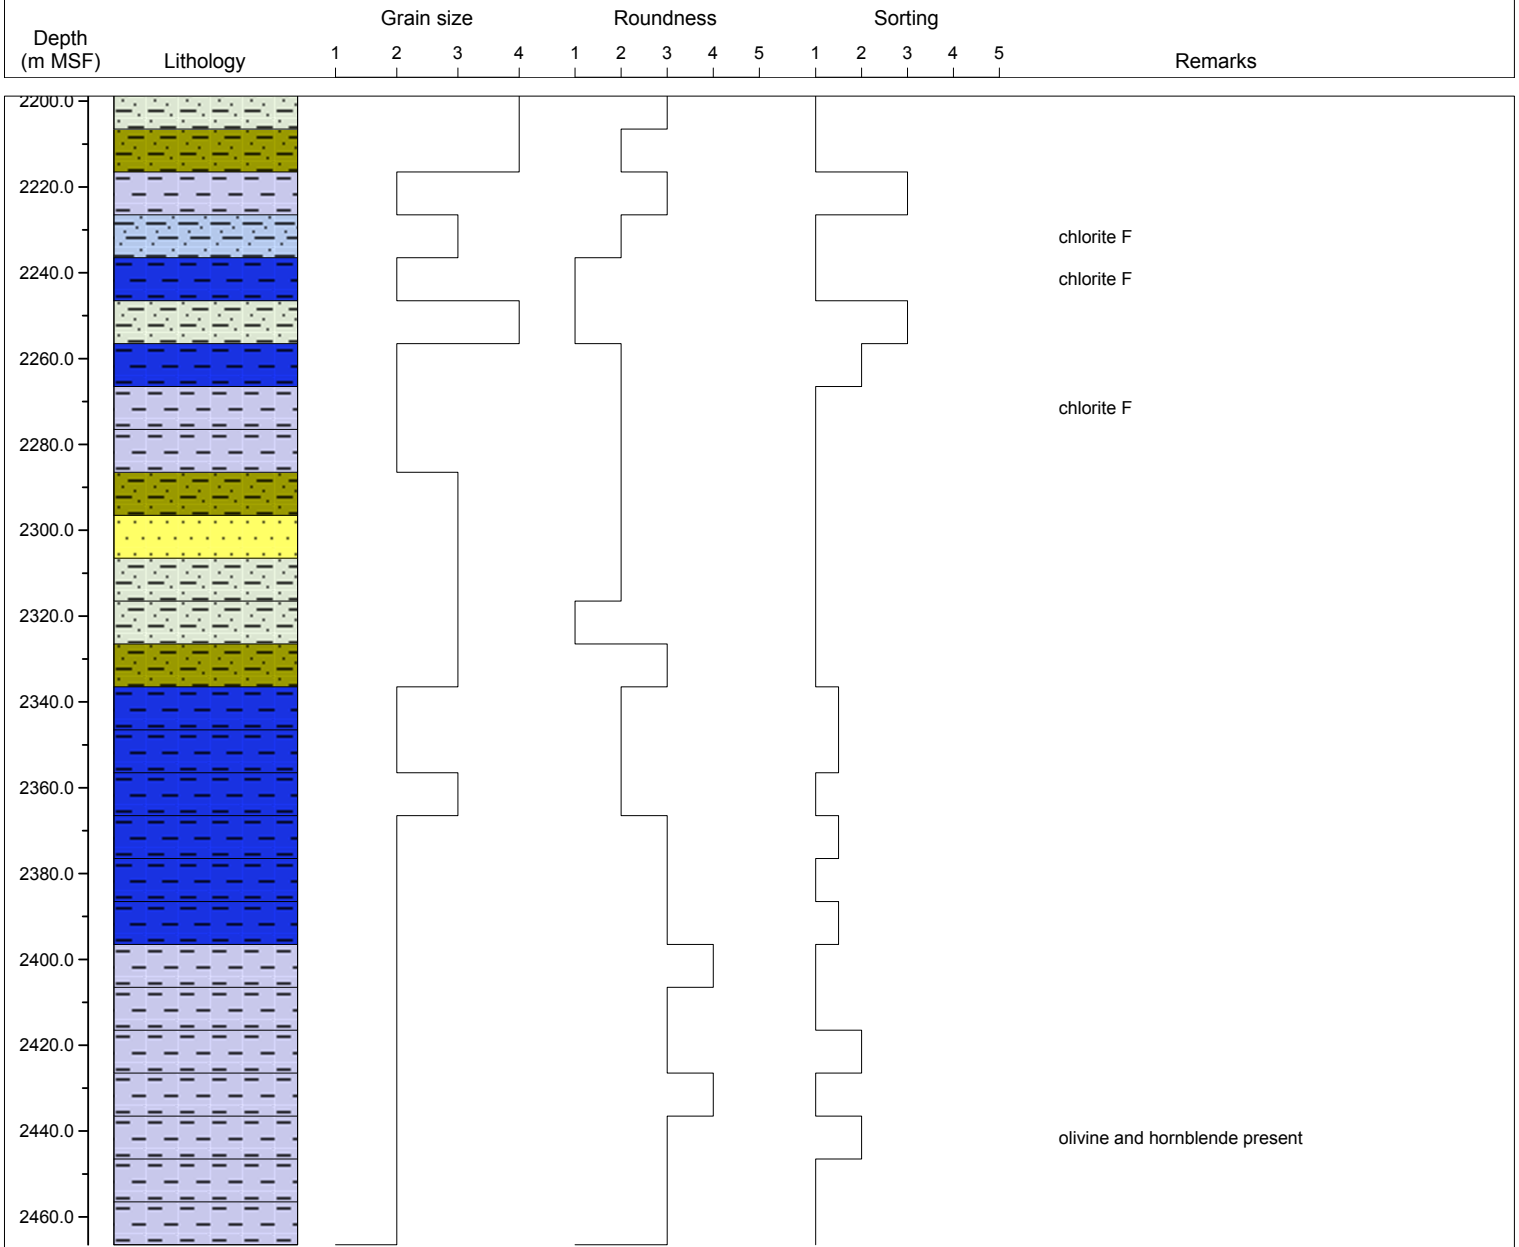 Grain size Roundness Sorting
Depth
(m MSF) Lithology 1 2 3 4 1 2 3 4 5 1 2 3 4 5 Remarks
2200.0
2220.0
chlorite F
2240.0 chlorite F
2260.0
chlorite F
2280.0
2300.0
2320.0
2340.0
2360.0
2380.0
2400.0
2420.0
2440.0 olivine and hornblende present
2460.0